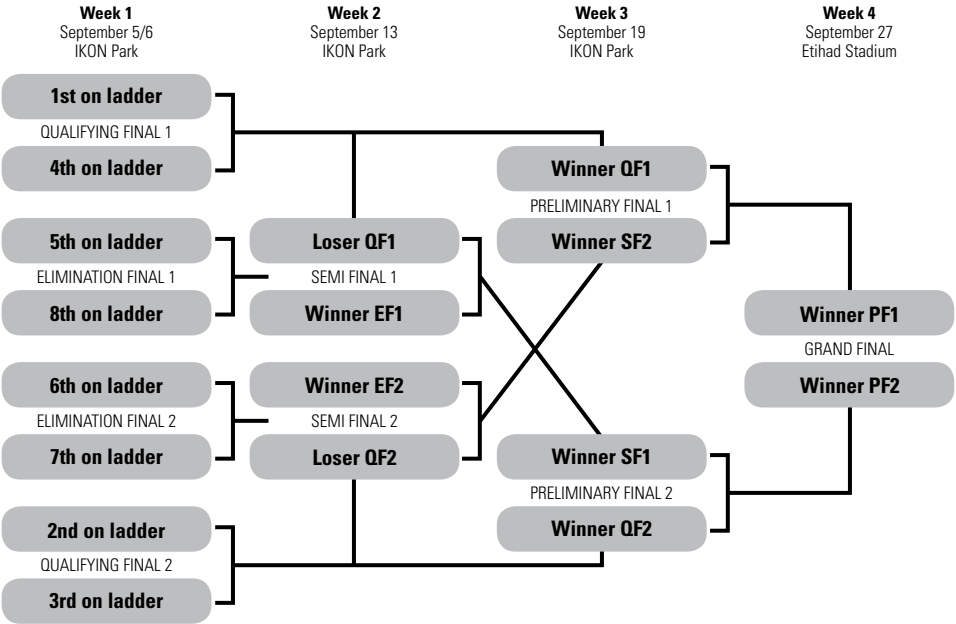 Week 1
September 5/6
IKON Park
Week 2
September 13
IKON Park
Week 3
September 19
IKON Park
Week 4
September 27
Etihad Stadium
1st on ladder
QUALIFYING FINAL 1
4th on ladder
5th on ladder
ELIMINATION FINAL 1
8th on ladder
6th on ladder
ELIMINATION FINAL 2
7th on ladder
2nd on ladder
QUALIFYING FINAL 2
3rd on ladder
Loser QF1
SEMI FINAL 1
Winner EF1
Winner EF2
SEMI FINAL 2
Loser QF2
Winner QF1
PRELIMINARY FINAL 1
Winner SF2
Winner SF1
PRELIMINARY FINAL 2
Winner QF2
Winner PF1
GRAND FINAL
Winner PF2